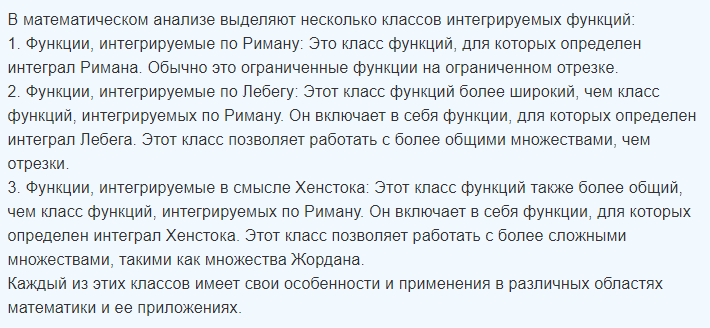 В математическом анализе выделяют несколько классов интегрируемых функций:
1. Функции, интегрируемые по Риману: Это класс функций, для которых определен
интеграл Римана. Обычно это ограниченные функции на ограниченном отрезке.
2. Функции, интегрируемые по Лебегу: Этот класс функций более широкий, чем класс
функций, интегрируемых по Риману. Он включает в себя функции, для которых определен
интеграл Лебега. Этот класс позволяет работать с более общими множествами, чем
отрезки.
3. Функции, интегрируемые в смысле Хенстока: Этот класс функций также более общий,
чем класс функций, интегрируемых по Риману. Он включает в себя функции, для которых
определен интеграл Хенстока. Этот класс позволяет работать с более сложными
множествами, такими как множества Жордана.
Каждый из этих классов имеет свои особенности и применения в различных областях
математики и ее приложениях.